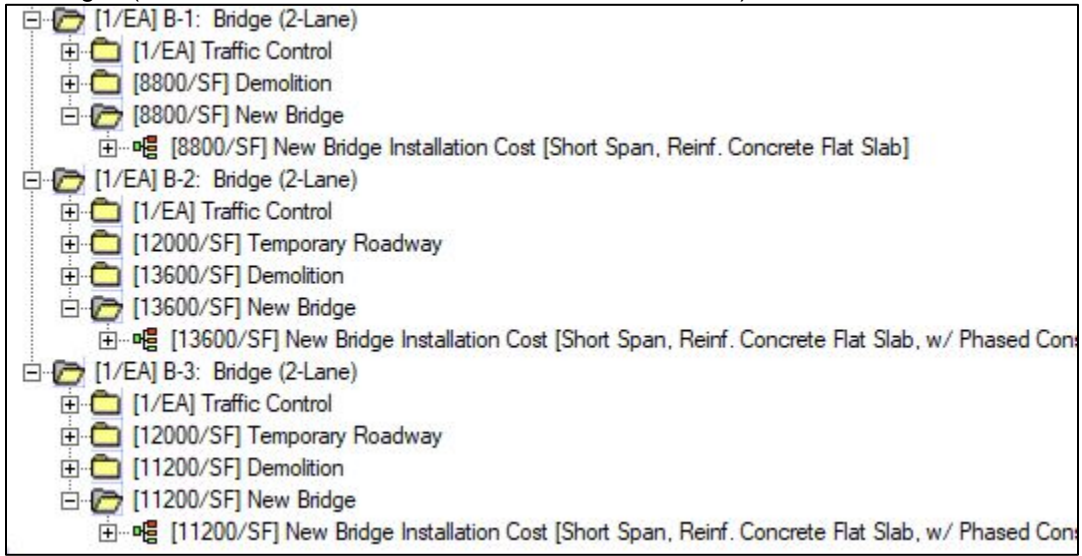 [1/EA] B-1: Bridge (2-Lane)
[1/EA] Traffic Control
[8800/SF] Demolition
[8800/SF] New Bridge
[8800/SF] New Bridge Installation Cost [Short Span, Reinf. Concrete Flat Slab]
[1/EA] B-2: Bridge (2-Lane)
[1/EA] Traffic Control
[12000/SF] Temporary Roadway
[13600/SF] Demolition
[13600/SF] New Bridge
[13600/SF] New Bridge Installation Cost [Short Span, Reinf. Concrete Flat Slab, w/ Phased Cons
[1/EA] B-3: Bridge (2-Lane)
[1/EA] Traffic Control
[12000/SF] Temporary Roadway
[11200/SF] Demolition
[11200/SF] New Bridge
[11200/SF] New Bridge Installation Cost [Short Span, Reinf. Concrete Flat Slab, w/ Phased Cons